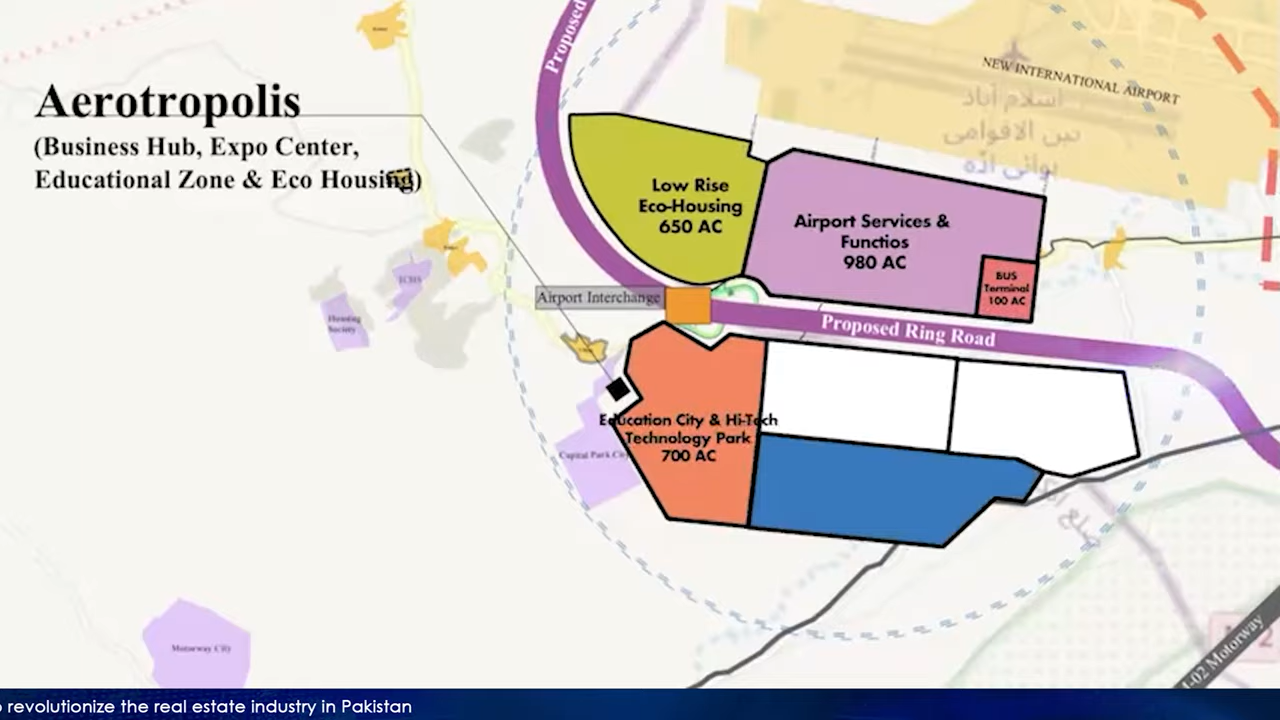 Aerotropolis
(Business Hub, Expo Center,
Educational Zone & Eco Housing)
Proposed
NEW INTERNATIONAL AIRPORT
اسلام آباد
بین الاقوامی
ہوائی اڈہ
Low Rise
Eco-Housing
650 AC
Airport Services &
Functios
980 AC
BUS
Terminal
100 AC
Airport Interchange
Proposed Ring Road
Housing
Society
Education City & Hi-Tech
Technology Park
700 AC
Capital Park City
Motorway City
-02 Motorway
revolutionize the real estate industry in Pakistan